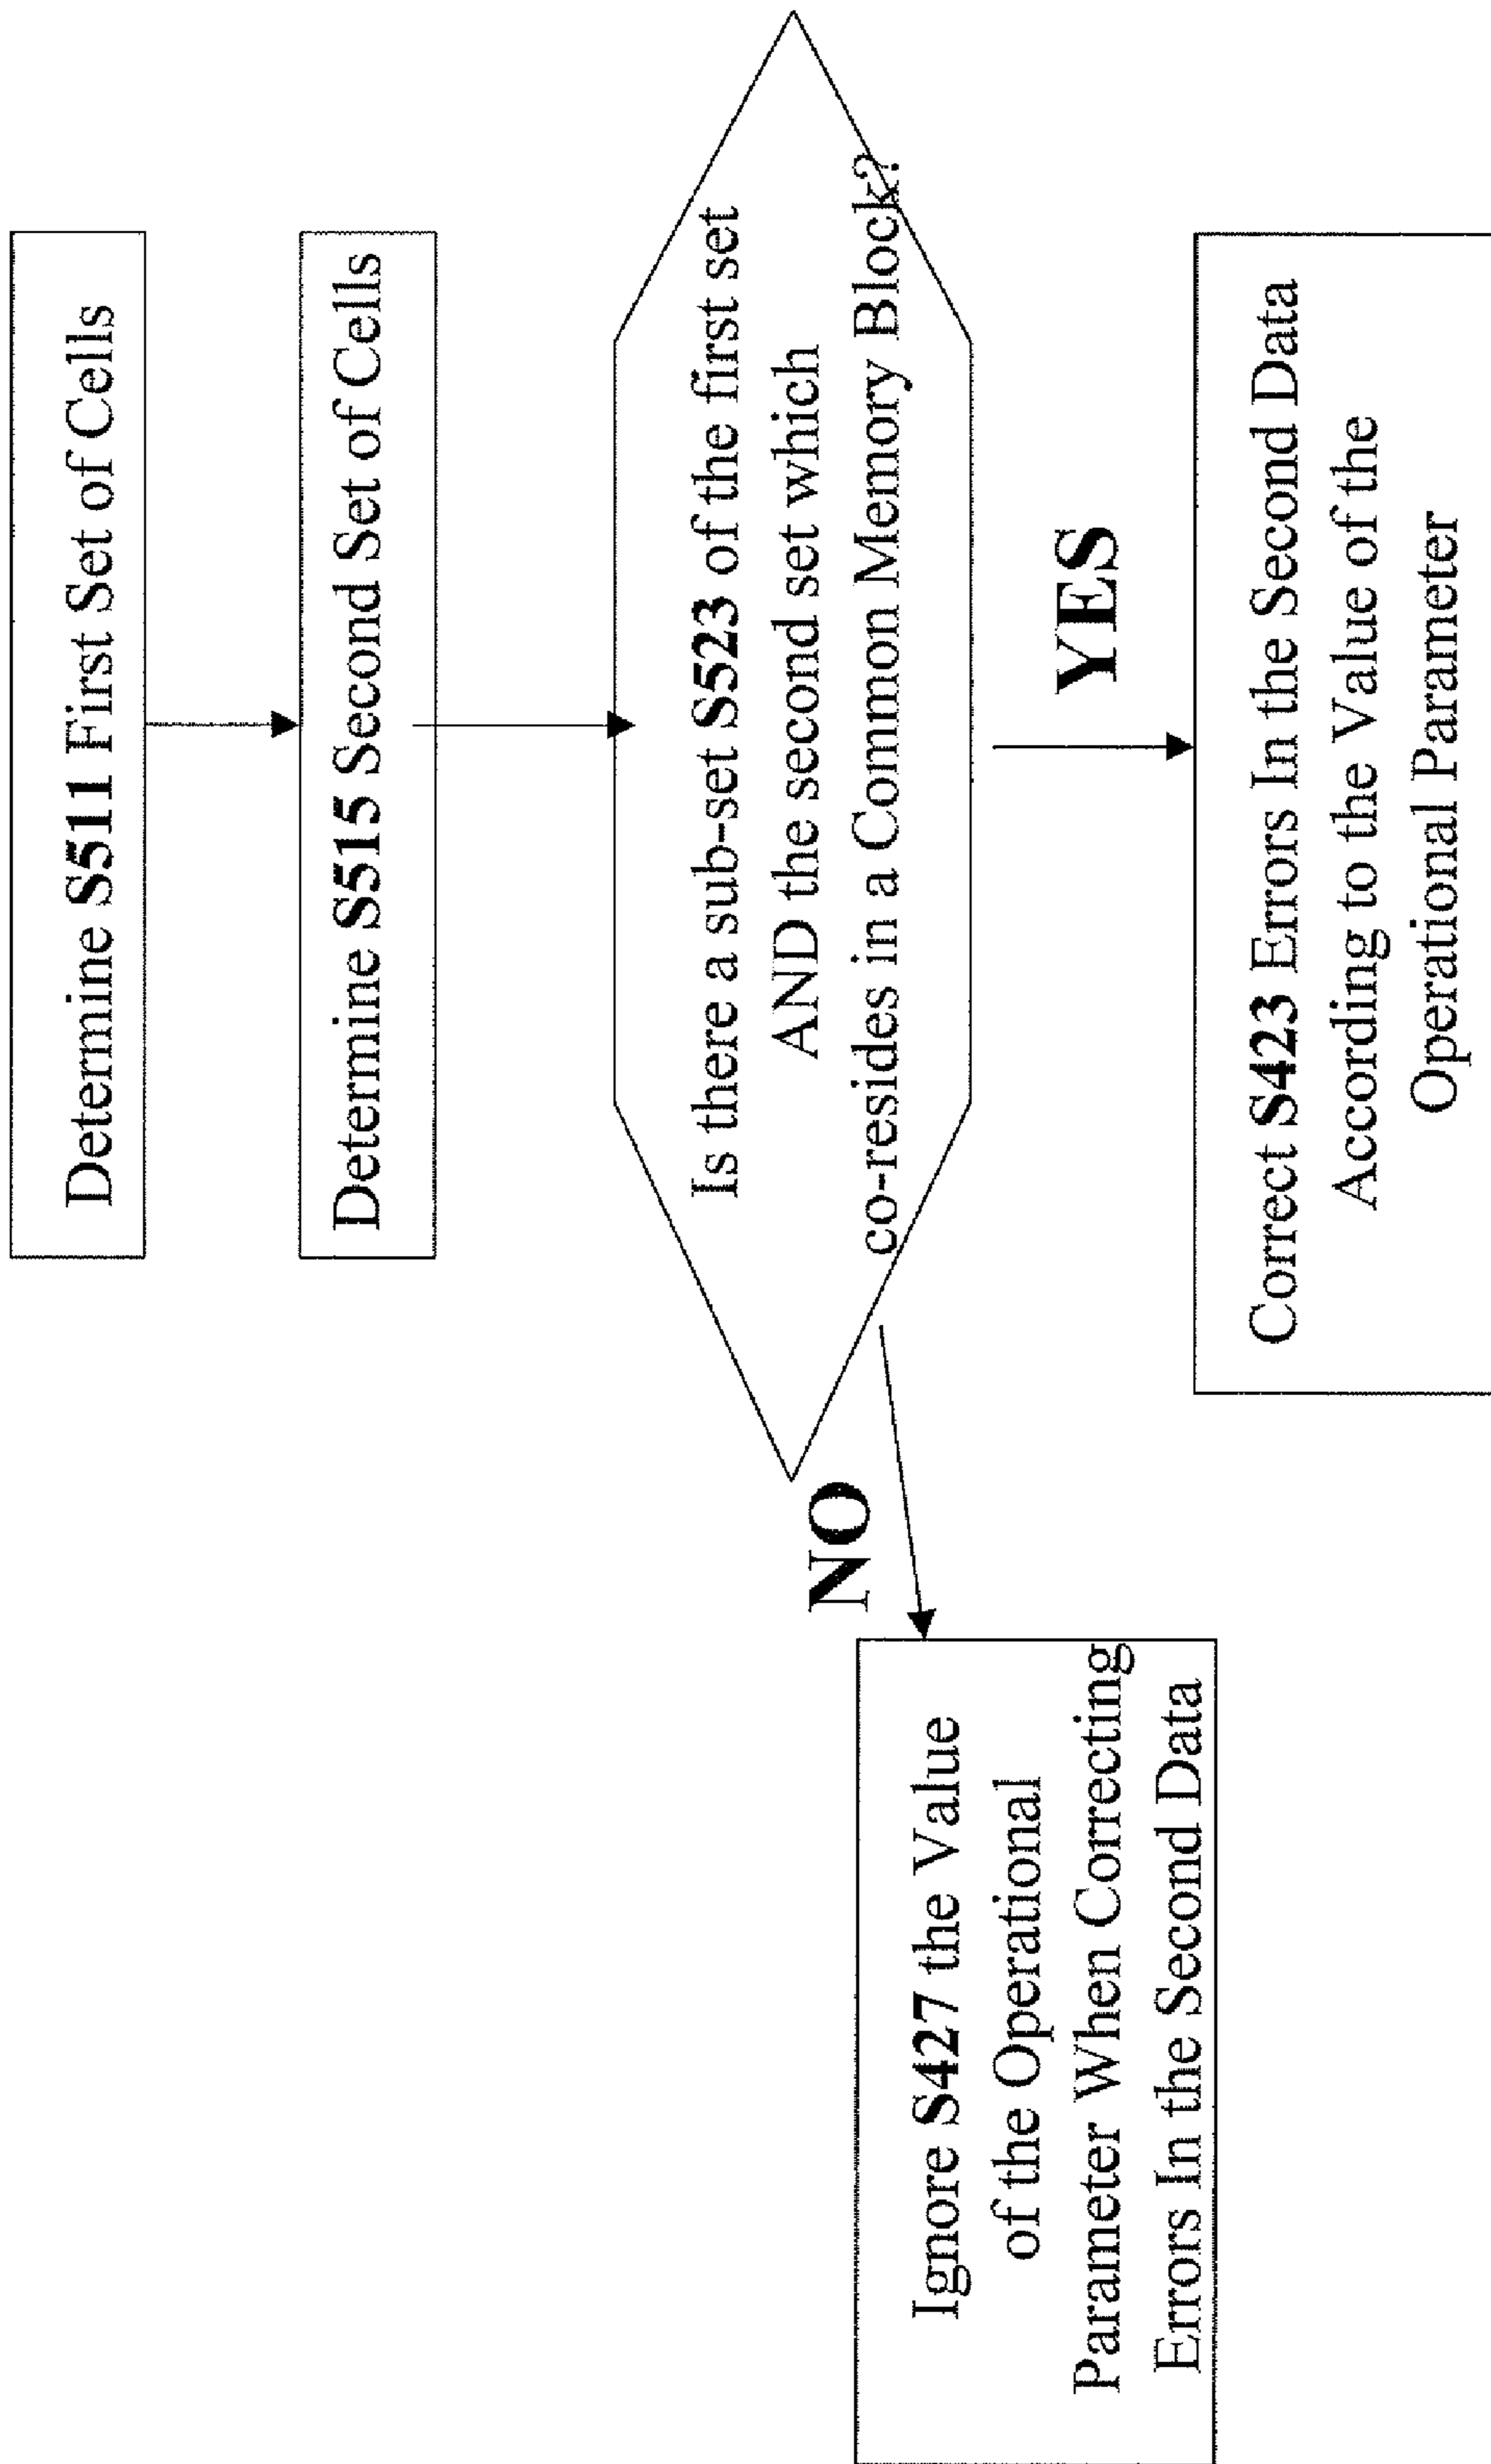 Determine S511 First Set of Cells
Determine S515 Second Set of Cells
Is there a sub-set S523 of the first set
AND the second set which
co-resides in a Common Memory Block?
NO
YES
Ignore S427 the Value
of the Operational
Parameter When Correcting
Errors In the Second Data
Correct S423 Errors In the Second Data
According to the Value of the
Operational Parameter